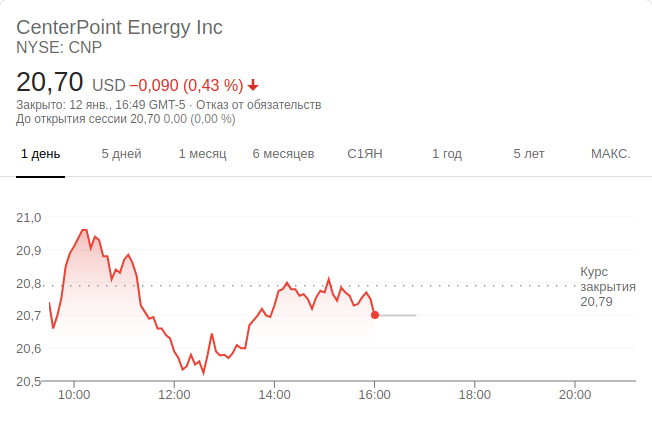 CenterPoint Energy Inc
NYSE: CNP
20,70 USD −0,090 (0,43 %)
Закрыто: 12 янв., 16:49 GMT-5 · Отказ от обязательств
До открытия сессии 20,70 0,00 (0,00 %)
1 день 5 дней 1 месяц 6 месяцев С1ЯН 1 год 5 лет МАКС.
21,0
20,9
Курс
20,8 закрытия
20,79
20,7
20,6
20,5
10:00 12:00 14:00 16:00 18:00 20:00